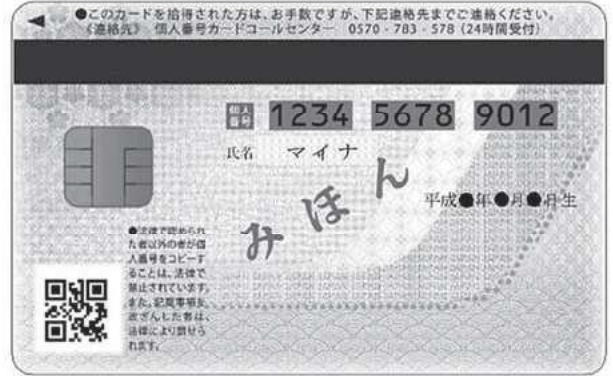 ●このカードを拾得された方は、お手数ですが、下記連絡先までご連絡ください。
《連絡先》 個人番号カードコールセンター 0570-783-578 (24時間受付)
個人番号 1234 5678 9012
氏名 マイナ
平成●年●月●日生
みほん
●法律で認められ
た者以外の者が個
人番号をコピーす
ることは、法律で
禁止されています。
また、記載事項を
改ざんした者は、
法律により罰せら
れます。